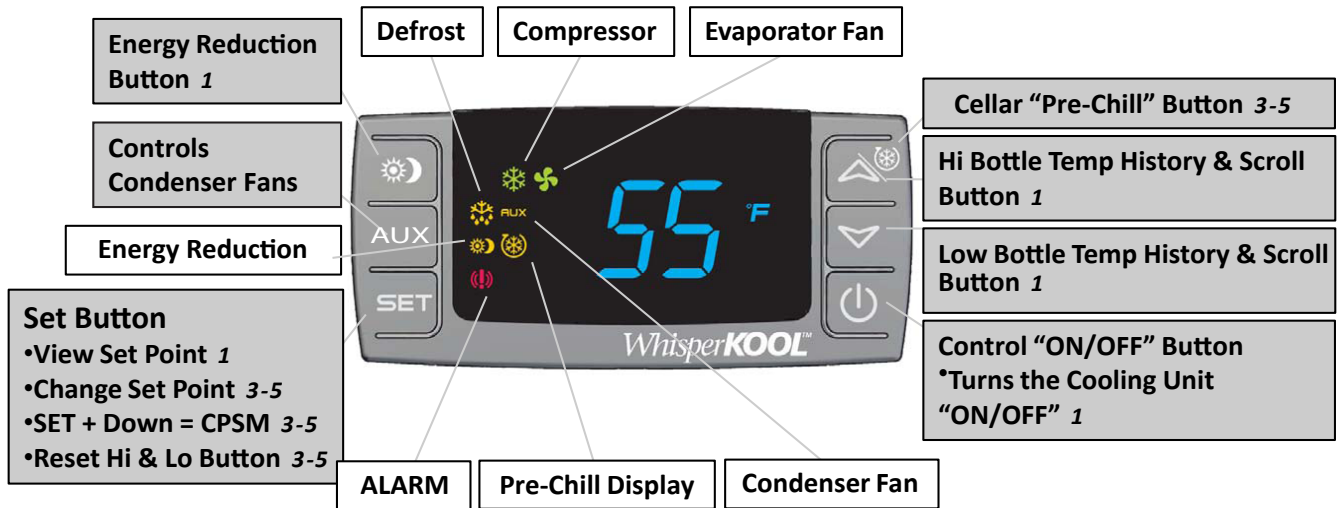 Defrost
Compressor
Evaporator Fan
Energy Reduction
Button 1
Controls
Condenser Fans
Energy Reduction
Set Button
•View Set Point 1
•Change Set Point 3-5
•SET + Down = CPSM 3-5
•Reset Hi & Lo Button 3-5
AUX
SET
AUX
55
°F
WhisperKOOL™
Cellar “Pre-Chill” Button 3-5
Hi Bottle Temp History & Scroll
Button 1
Low Bottle Temp History & Scroll
Button 1
Control “ON/OFF” Button
•Turns the Cooling Unit
“ON/OFF” 1
ALARM
Pre-Chill Display
Condenser Fan